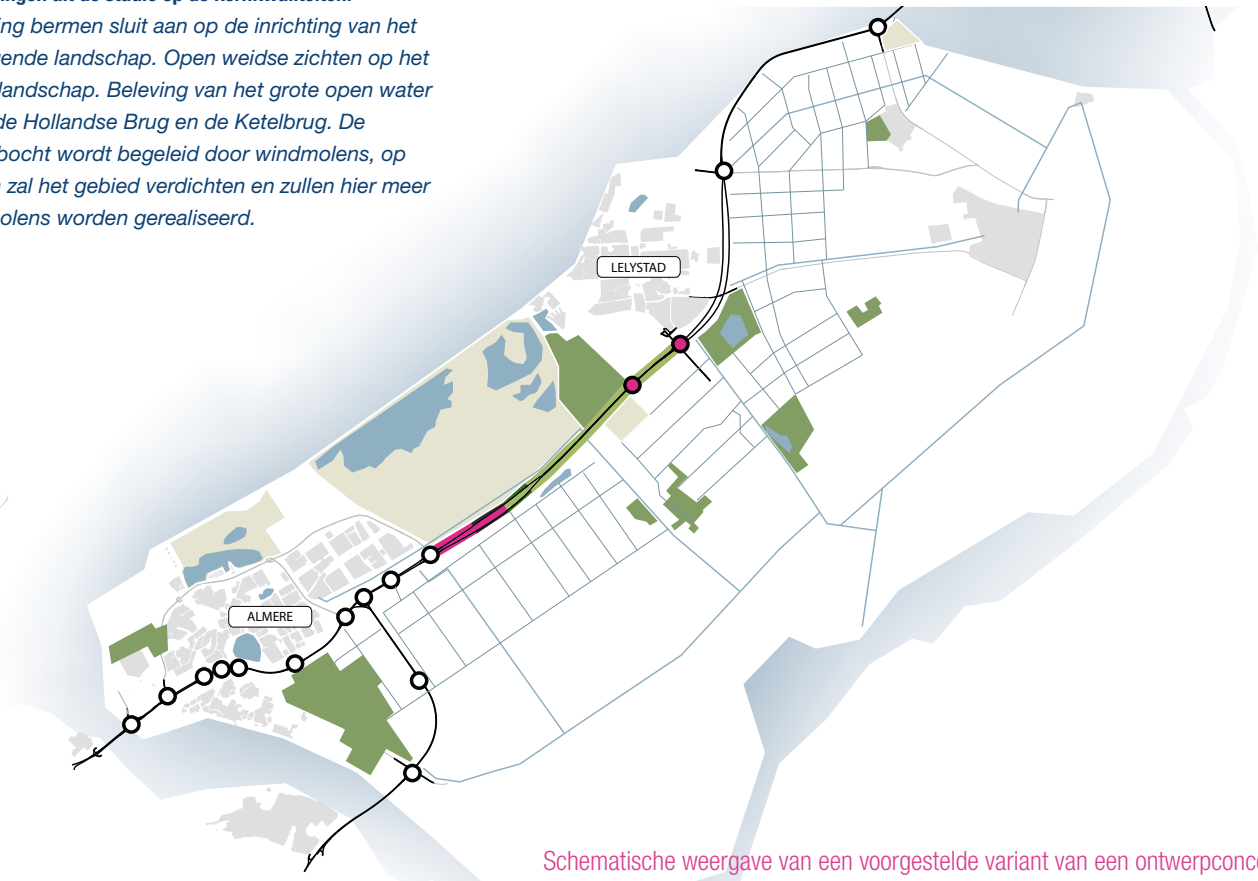 ing bermen sluit aan op de inrichting van het
ende landschap. Open weidse zichten op het
landschap. Beleving van het grote open water
de Hollandse Brug en de Ketelbrug. De
bocht wordt begeleid door windmolens, op
zal het gebied verdichten en zullen hier meer
olens worden gerealiseerd.
LELYSTAD
ALMERE
Schematische weergave van een voorgestelde variant van een ontwerpconce